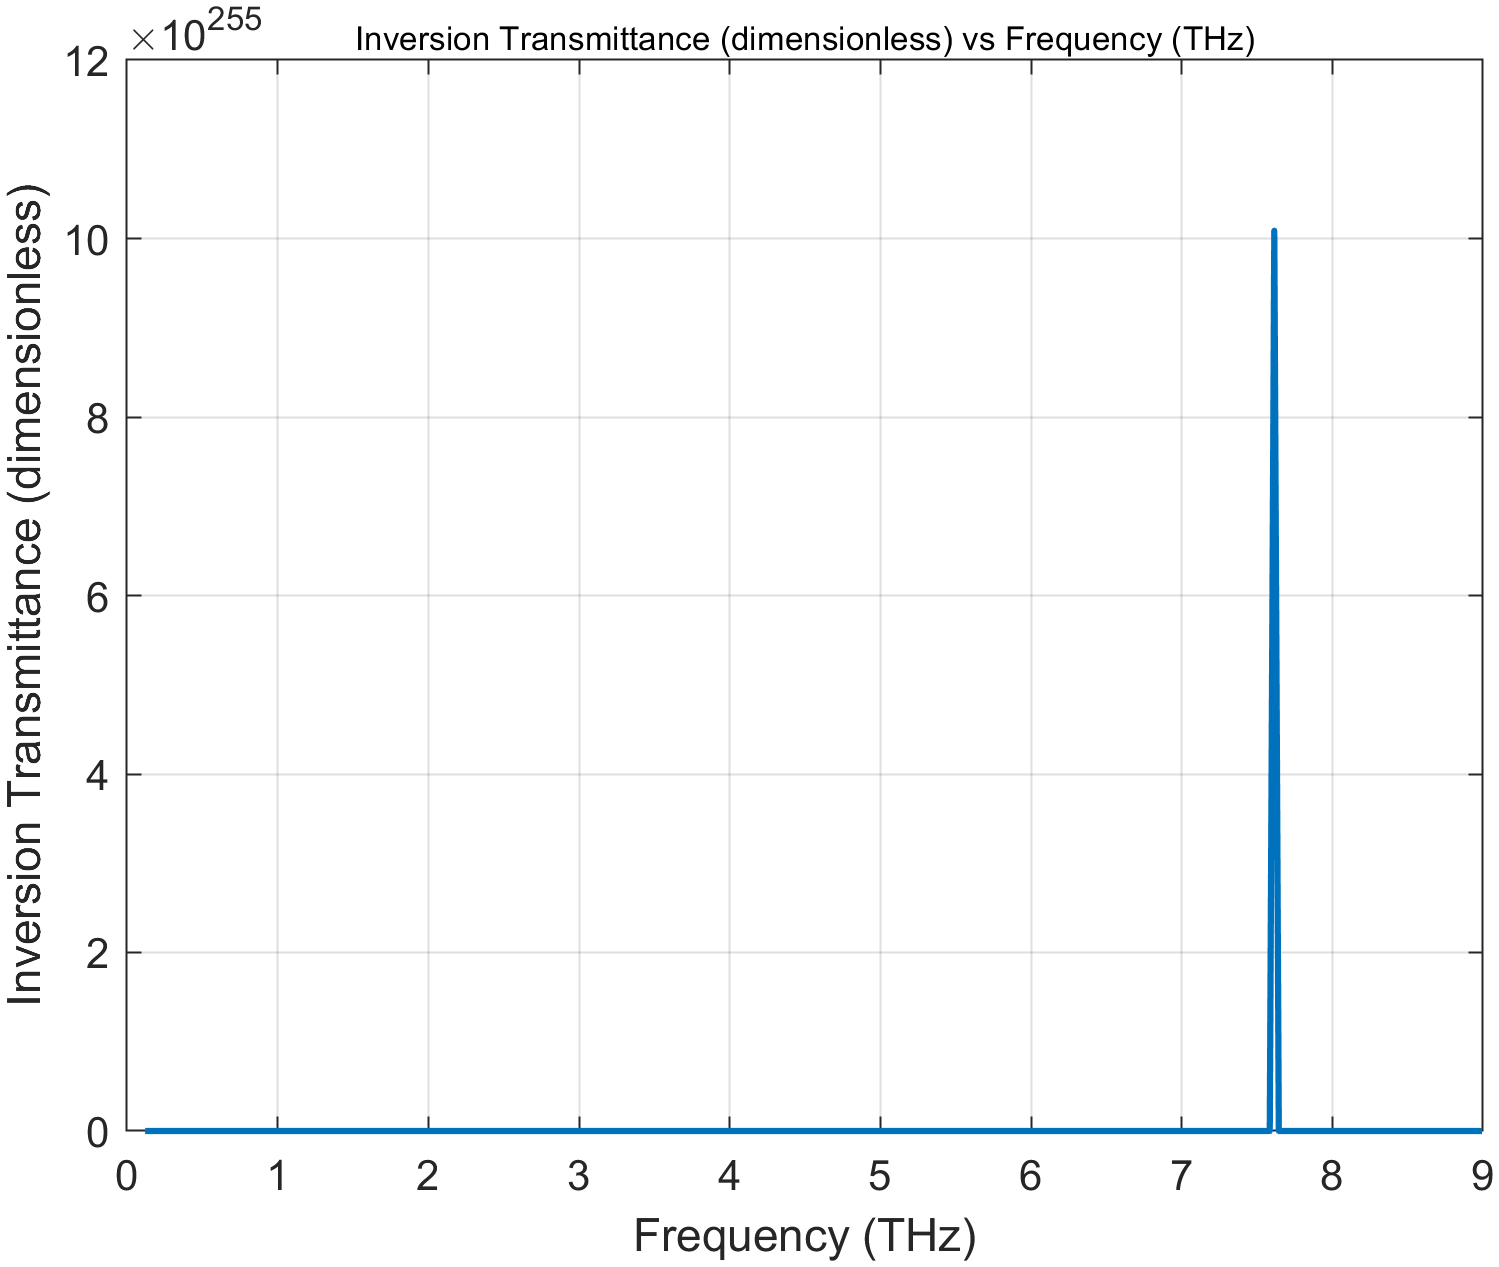 ×10^255
Inversion Transmittance (dimensionless) vs Frequency (THz)
12
10
8
6
4
2
0
Inversion Transmittance (dimensionless)
0 1 2 3 4 5 6 7 8 9
Frequency (THz)